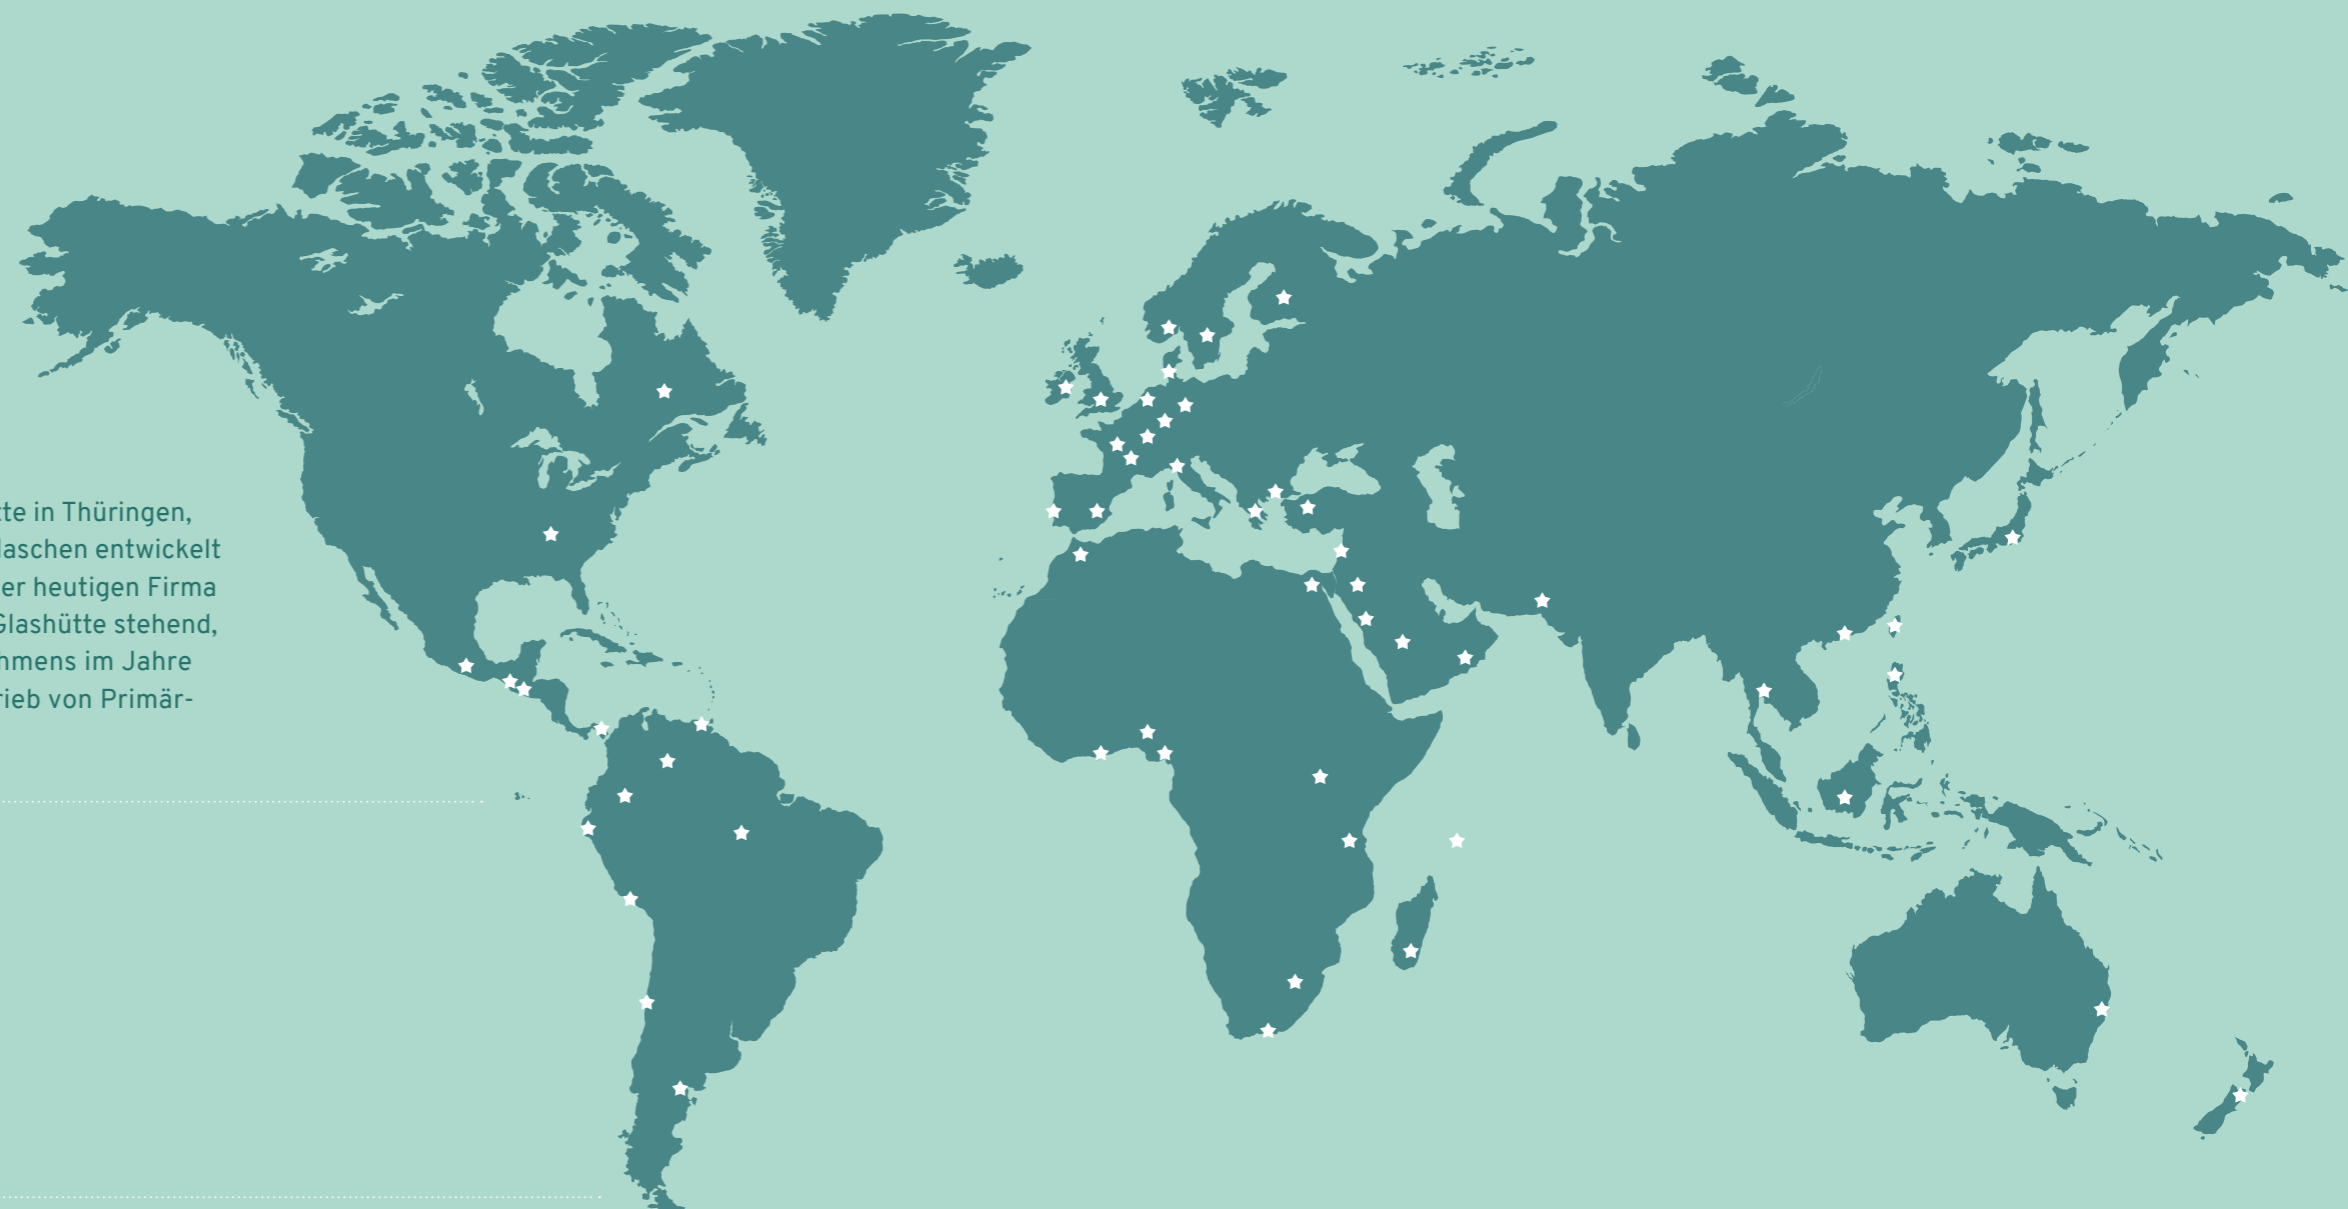 tte in Thüringen,
laschen entwickelt
er heutigen Firma
Glashütte stehend,
hmens im Jahre
rieb von Primär-